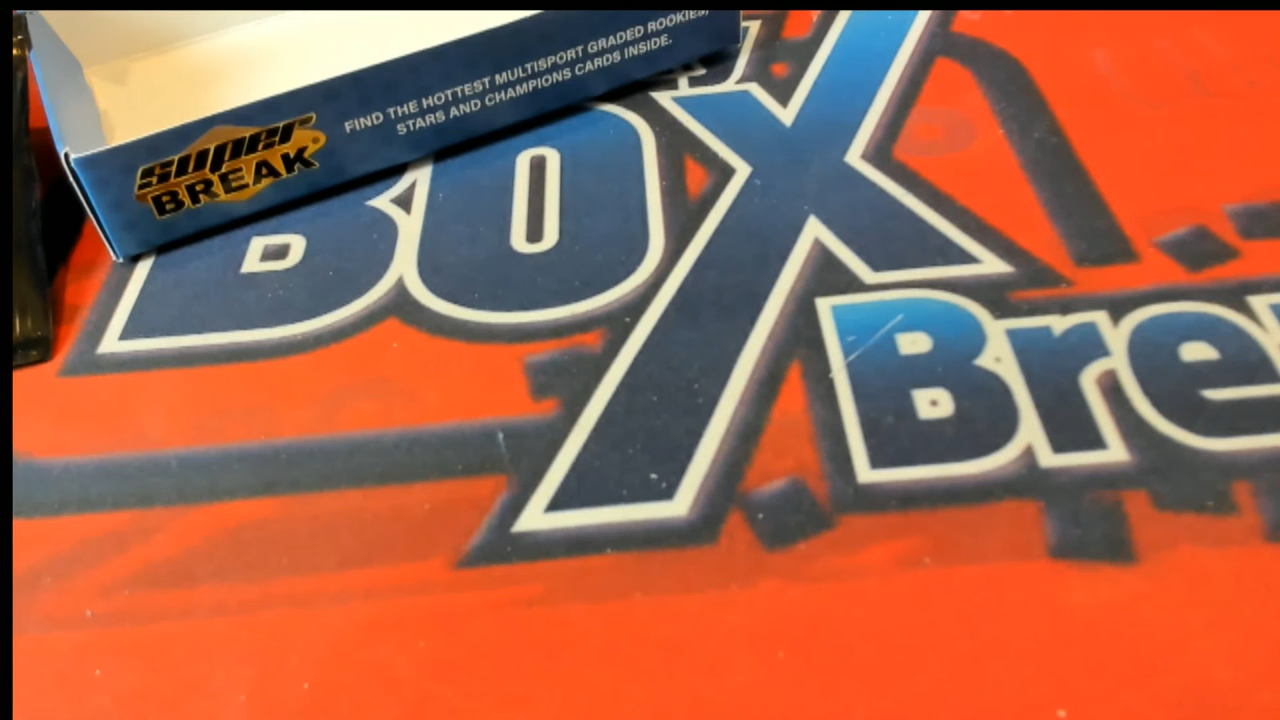 super
BREAK
FIND THE HOTTEST MULTISPORT GRADED ROOKIES,
STARS AND CHAMPIONS CARDS INSIDE.
BOX
Bre